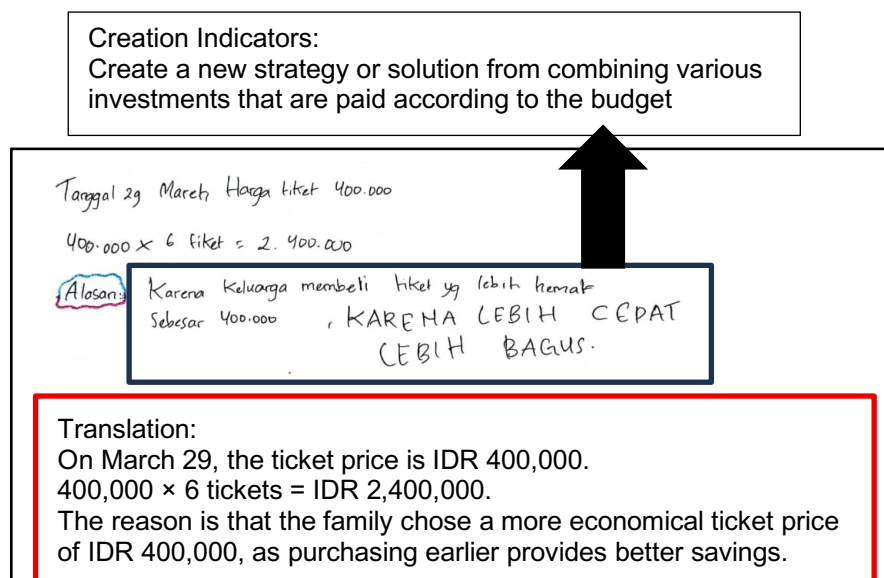 Creation Indicators:
Create a new strategy or solution from combining various
investments that are paid according to the budget
Tanggal 29 March Harga tiket 400.000
400.000 x 6 tiket = 2.400.000
Alasan: Karena Keluarga membeli tiket yg lebih hemat
Sebesar 400.000 , KARENA LEBIH CEPAT
LEBIH BAGUS.
Translation:
On March 29, the ticket price is IDR 400,000.
400,000 × 6 tickets = IDR 2,400,000.
The reason is that the family chose a more economical ticket price
of IDR 400,000, as purchasing earlier provides better savings.